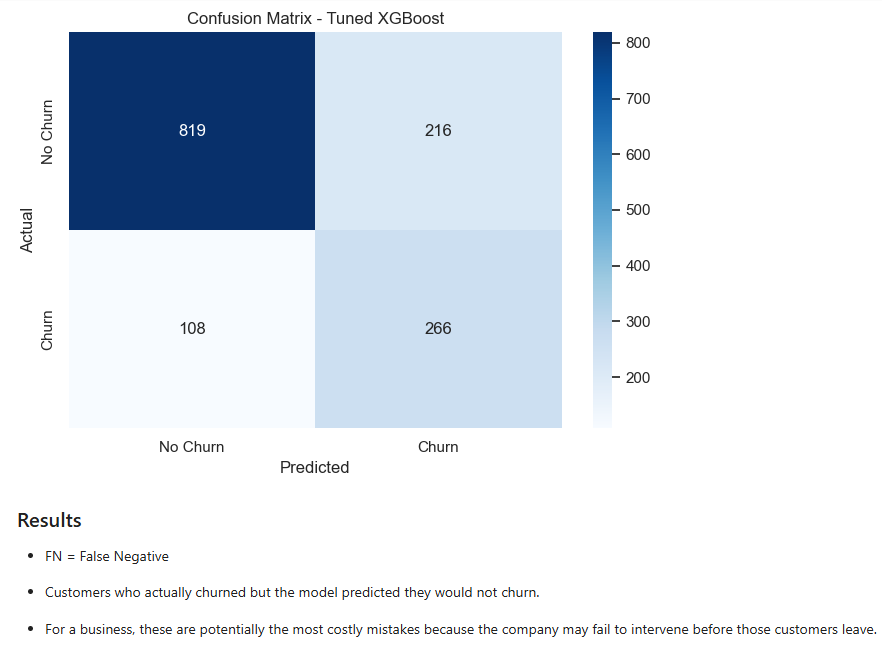 Confusion Matrix - Tuned XGBoost
Actual
No Churn
Churn
819
216
108
266
No Churn
Churn
Predicted
800
700
600
500
400
300
200
Results
• FN = False Negative
• Customers who actually churned but the model predicted they would not churn.
• For a business, these are potentially the most costly mistakes because the company may fail to intervene before those customers leave.